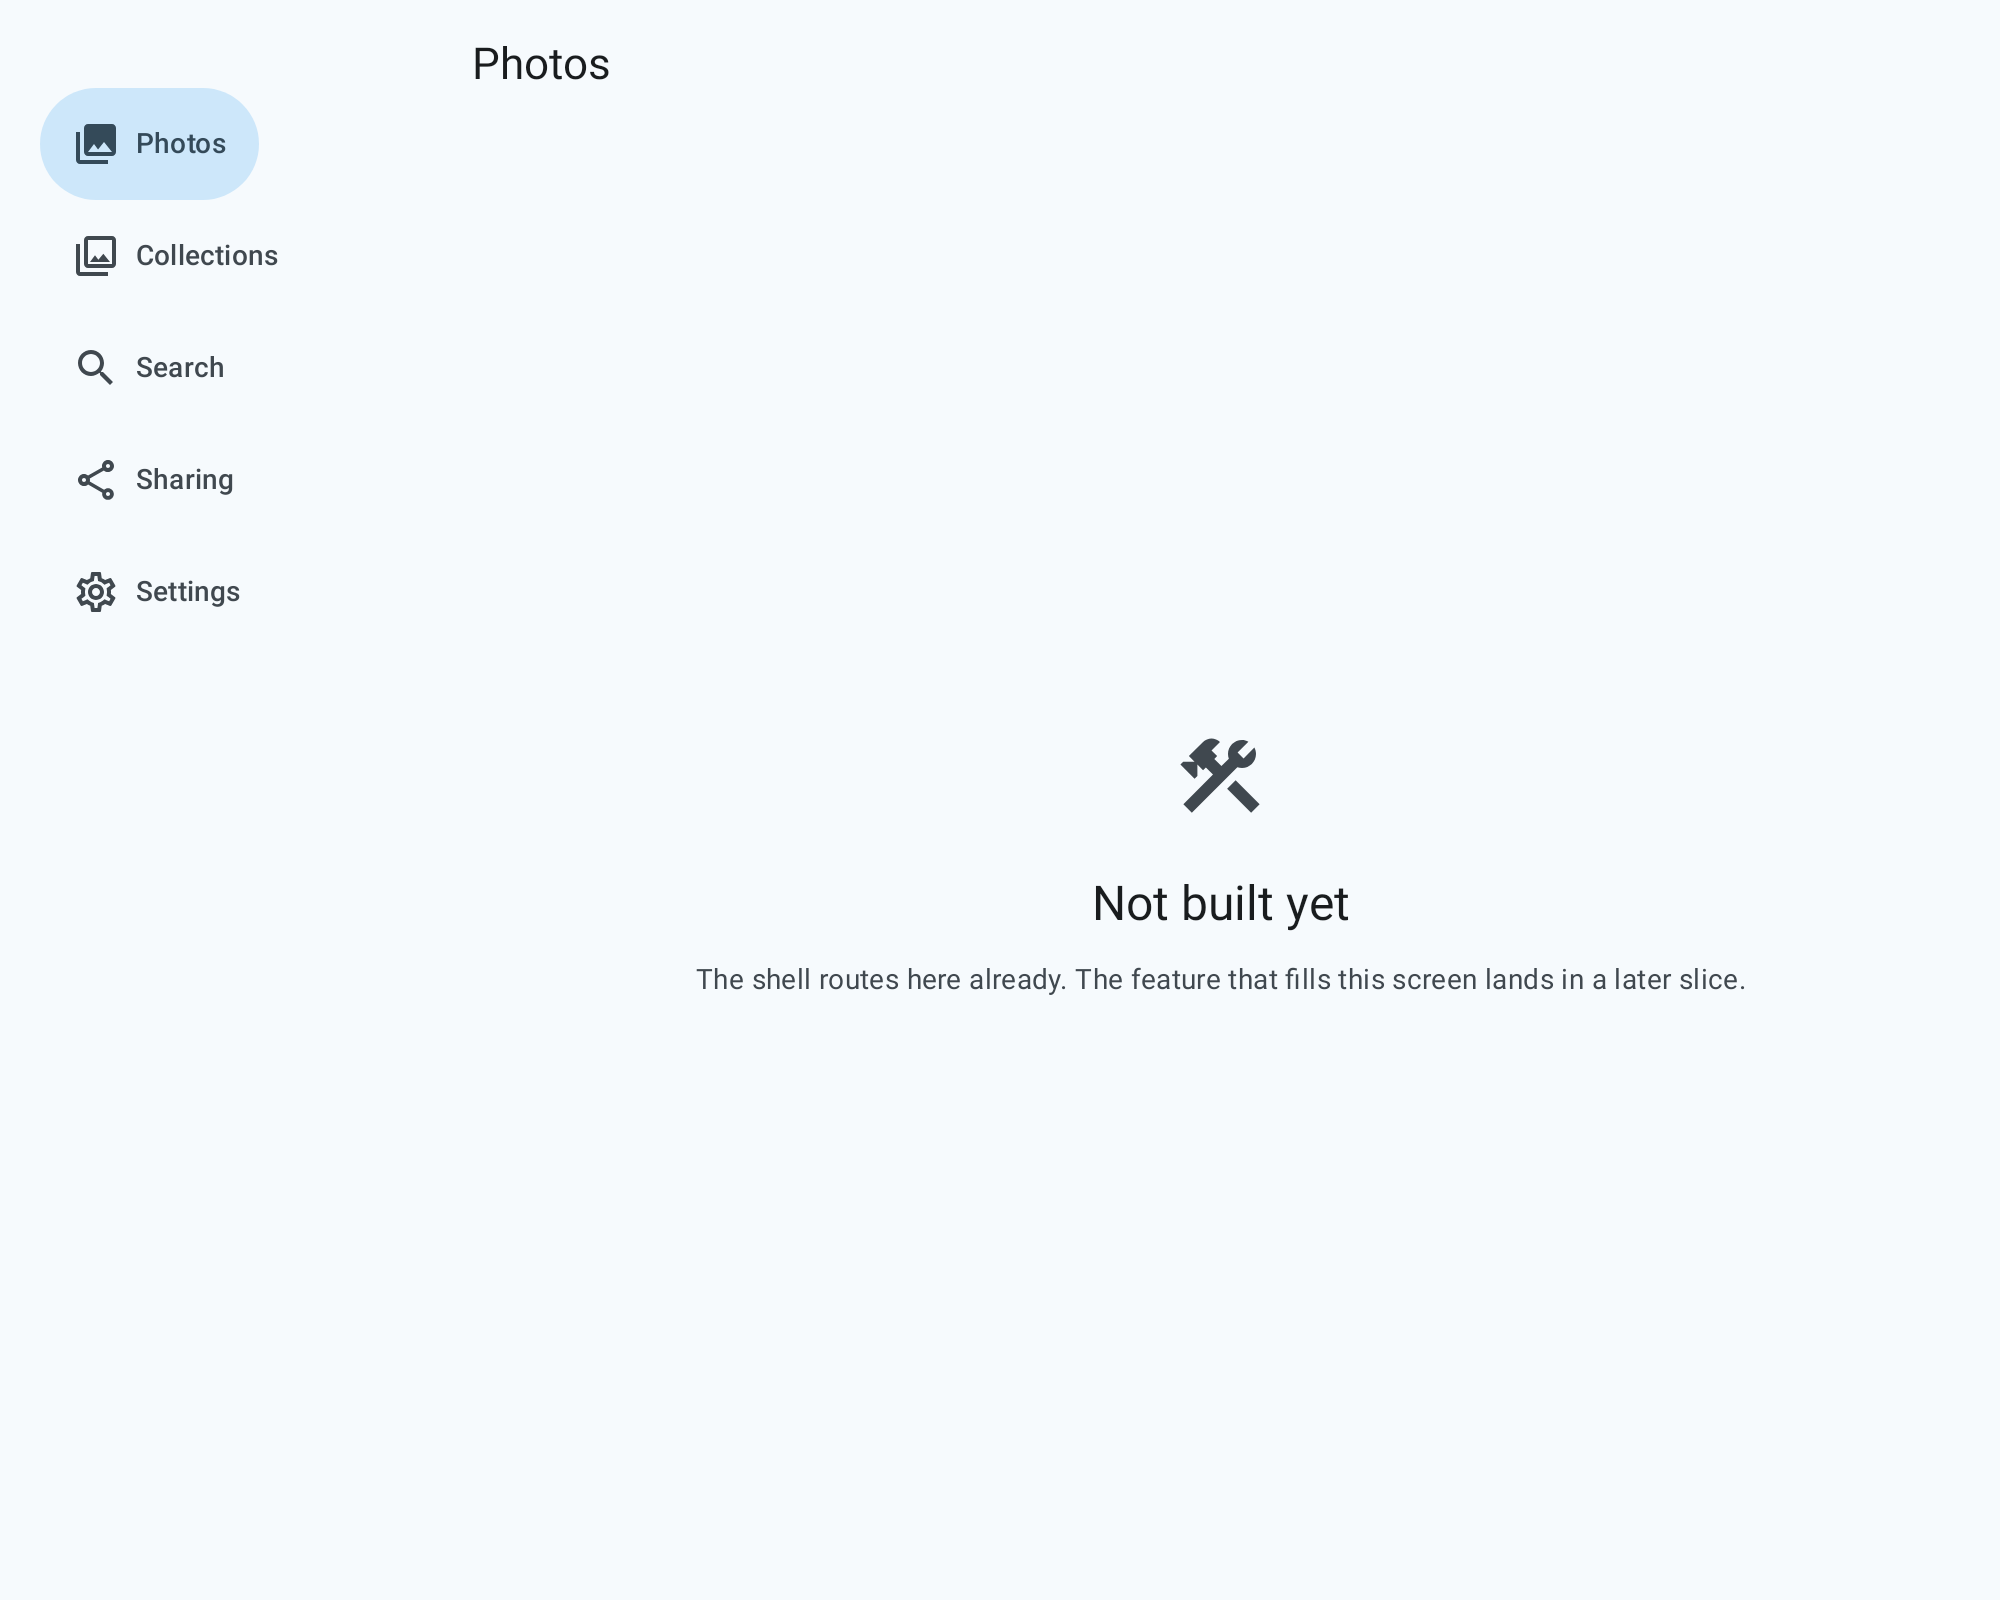 Photos
Photos
Collections
Search
Sharing
Settings
Not built yet
The shell routes here already. The feature that fills this screen lands in a later slice.